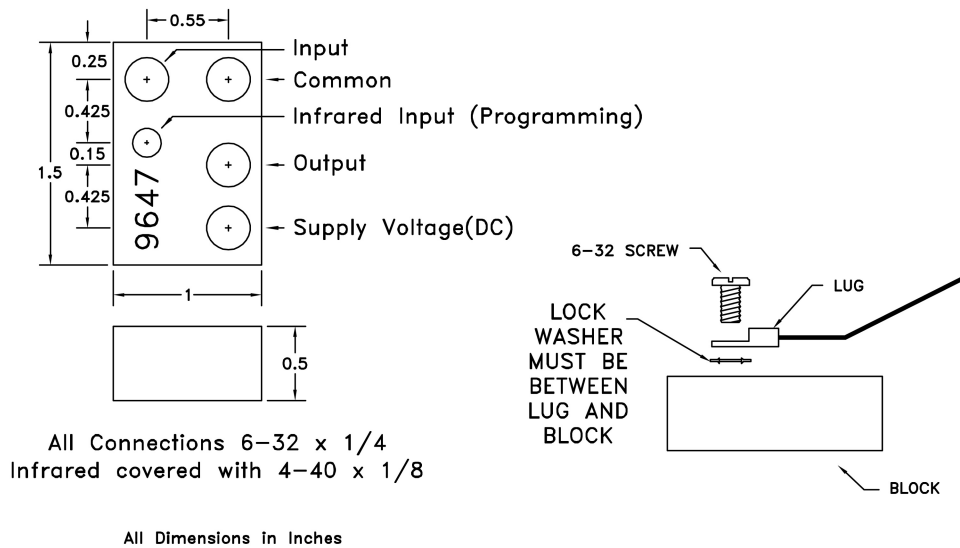 0.55
Input
0.25
Common
0.425
Infrared Input (Programming)
0.15
Output
1.5
0.425
9647
Supply Voltage(DC)
1
0.5
All Connections 6-32 x 1/4
Infrared covered with 4-40 x 1/8
All Dimensions in Inches
6-32 SCREW
LUG
LOCK
WASHER
MUST BE
BETWEEN
LUG AND
BLOCK
BLOCK